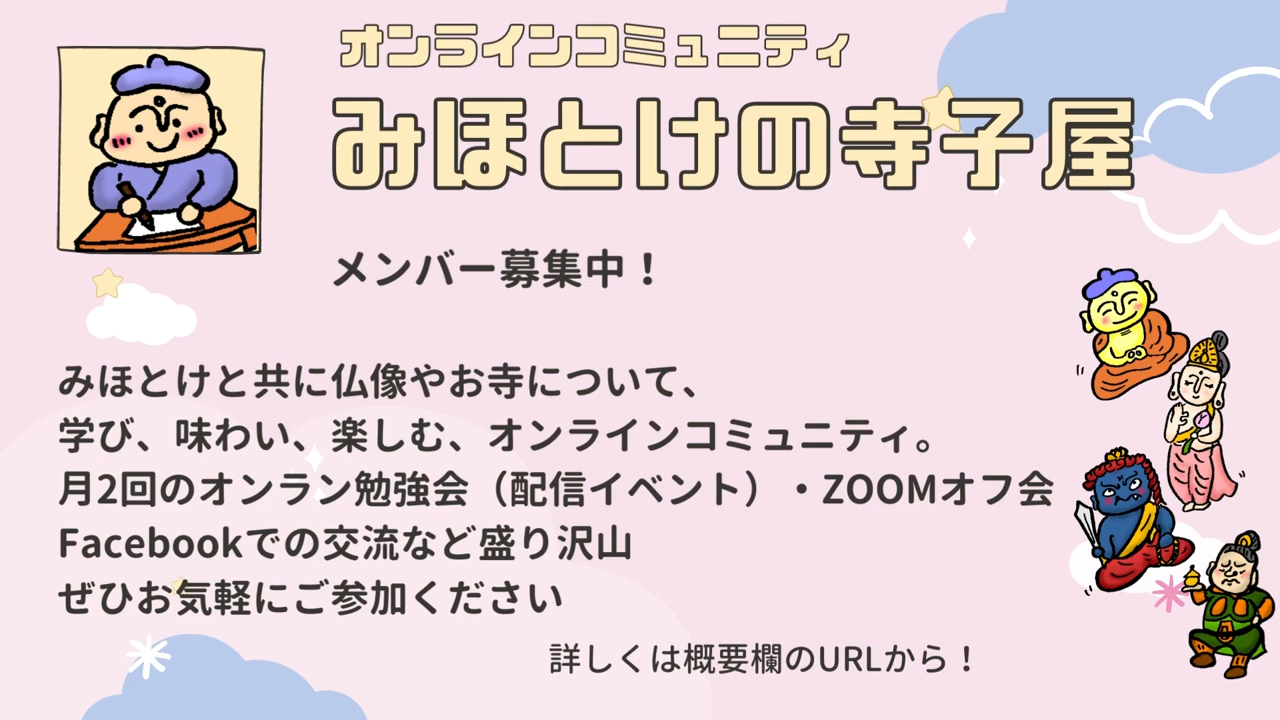 オンラインコミュニティ
みほとけの寺子屋
メンバー募集中！
みほとけと共に仏像やお寺について、
学び、味わい、楽しむ、オンラインコミュニティ。
月2回のオンラン勉強会（配信イベント）・ZOOMオフ会
Facebookでの交流など盛り沢山
ぜひお気軽にご参加ください
詳しくは概要欄のURLから！